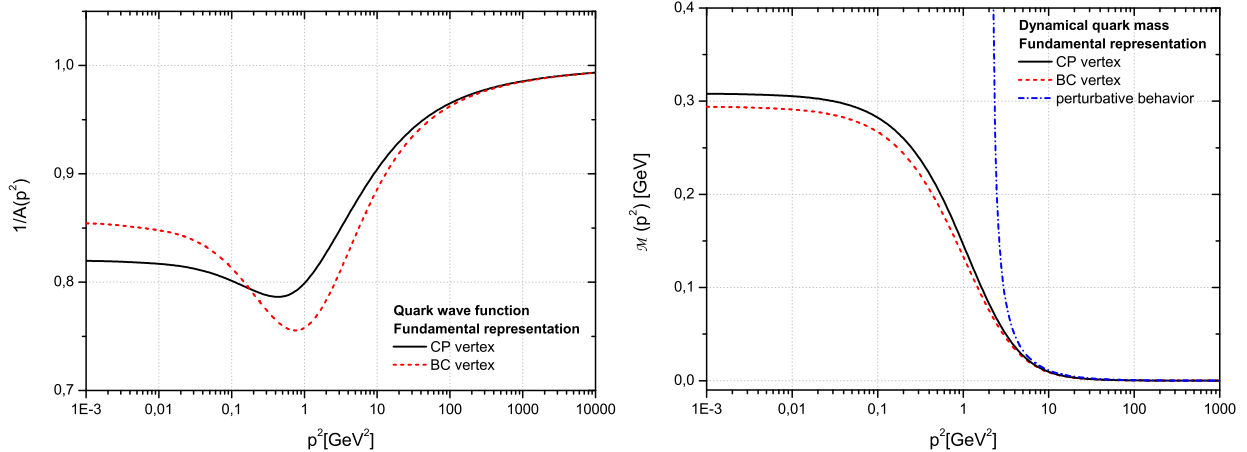 1,0
0,9
0,8
0,7
1/A(p²)
1E-3 0,01 0,1 1 10 100 1000 10000
p²[GeV²]
Quark wave function
Fundamental representation
CP vertex
BC vertex
0,4
0,3
0,2
0,1
0,0
ℳ (p²) [GeV]
1E-3 0,01 0,1 1 10 100 1000
p²[GeV²]
Dynamical quark mass
Fundamental representation
CP vertex
BC vertex
perturbative behavior